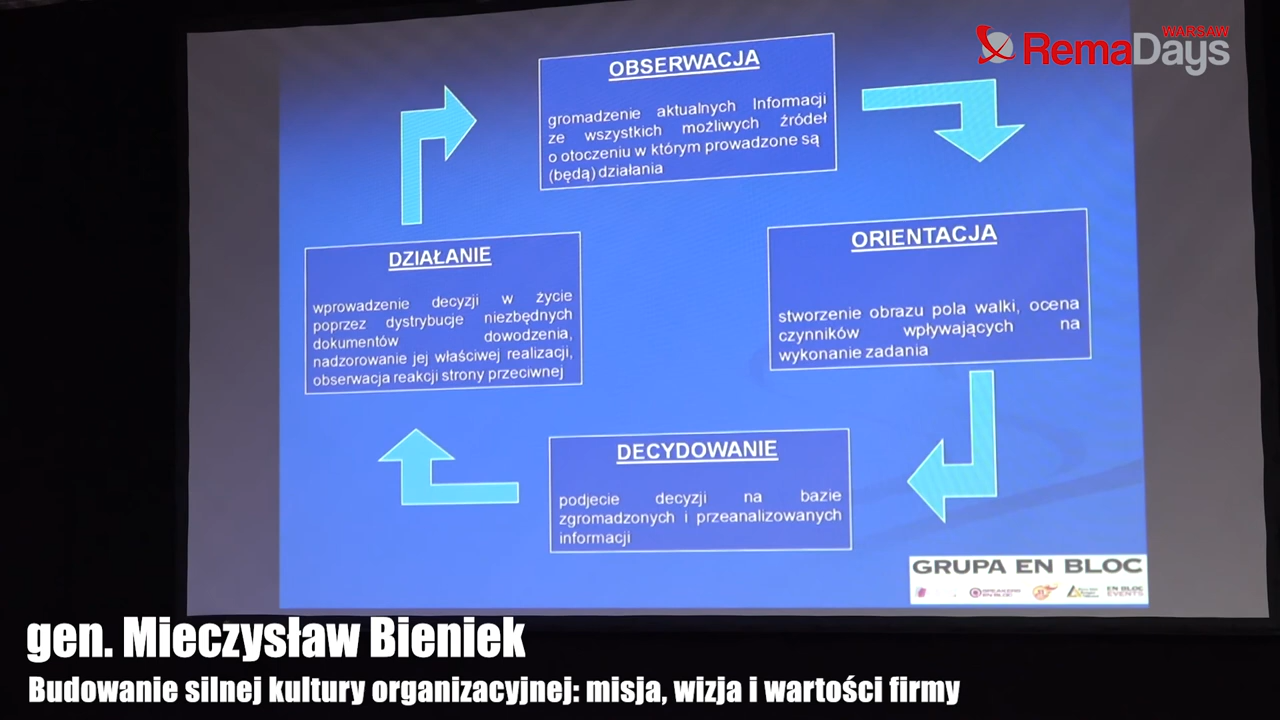 WARSAW
RemaDays
OBSERWACJA
gromadzenie aktualnych Informacji
ze wszystkich możliwych źródeł
o otoczeniu w którym prowadzone są
(będą) działania
ORIENTACJA
stworzenie obrazu pola walki, ocena
czynników wpływających na
wykonanie zadania
DECYDOWANIE
podjecie decyzji na bazie
zgromadzonych i przeanalizowanych
informacji
DZIAŁANIE
wprowadzenie decyzji w życie
poprzez dystrybucje niezbędnych
dokumentów dowodzenia,
nadzorowanie jej właściwej realizacji,
obserwacja reakcji strony przeciwnej
GRUPA EN BLOC
EN BLOC
EVENTS
gen. Mieczysław Bieniek
Budowanie silnej kultury organizacyjnej: misja, wizja i wartości firmy